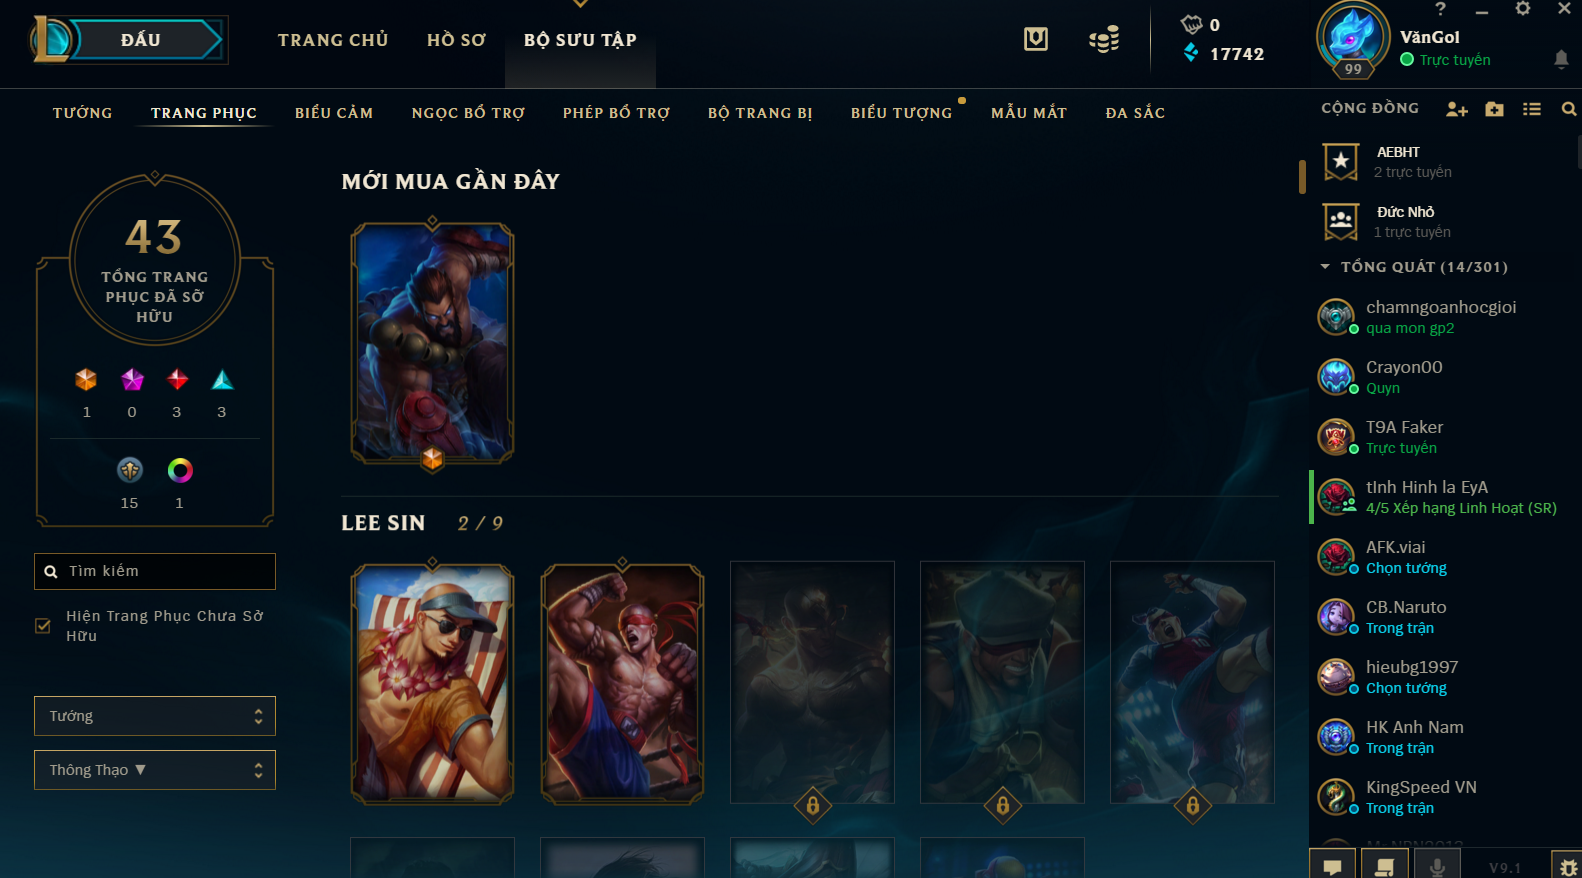 ĐẤU
TRANG CHỦ
HỒ SƠ
BỘ SƯU TẬP
0
17742
99
VănGol
Trực tuyến
TƯỚNG
TRANG PHỤC
BIỂU CẢM
NGỌC BỔ TRỢ
PHÉP BỔ TRỢ
BỘ TRANG BỊ
BIỂU TƯỢNG
MẪU MẮT
ĐA SẮC
CỘNG ĐỒNG
43
TỔNG TRANG
PHỤC ĐÃ SỞ
HỮU
1
0
3
3
15
1
Tìm kiếm
Hiện Trang Phục Chưa Sở
Hữu
Tướng
Thông Thạo ▼
MỚI MUA GẦN ĐÂY
LEE SIN 2 / 9
AEBHT
2 trực tuyến
Đức Nhỏ
1 trực tuyến
TỔNG QUÁT (14/301)
chamngoanhocgioi
qua mon gp2
Crayon00
Quyn
T9A Faker
Trực tuyến
tInh Hinh la EyA
4/5 Xếp hạng Linh Hoạt (SR)
AFK.viai
Chọn tướng
CB.Naruto
Trong trận
hieubg1997
Chọn tướng
HK Anh Nam
Trong trận
KingSpeed VN
Trong trận
V9.1